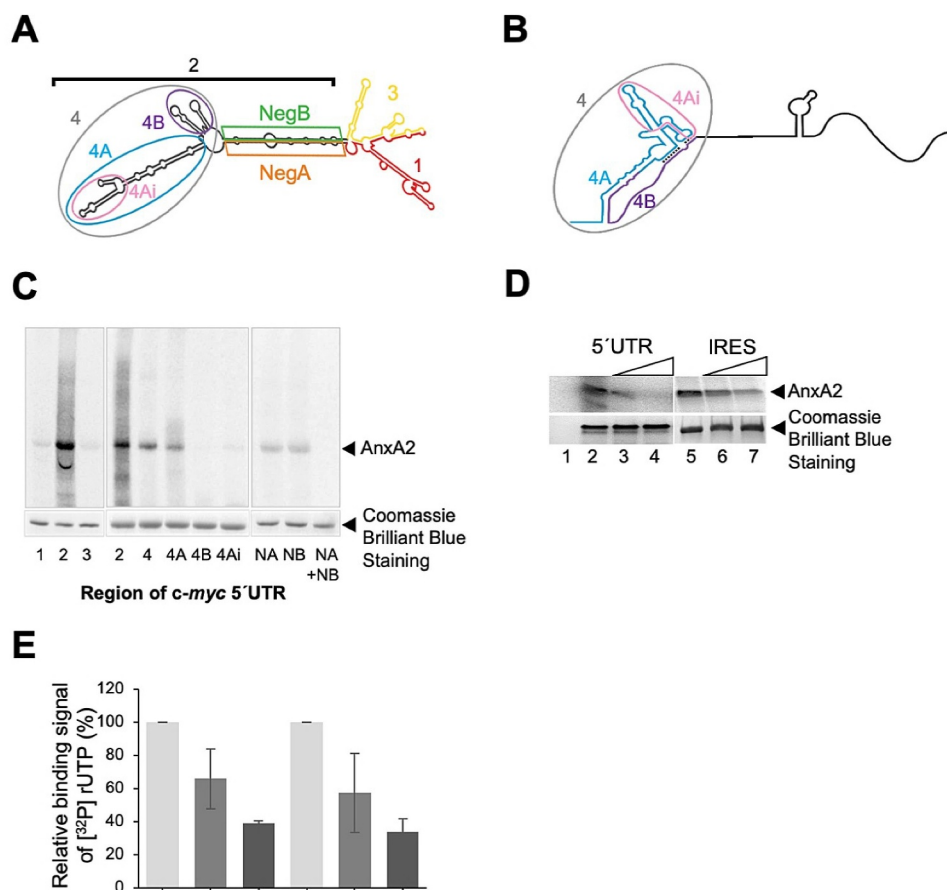 A
B
2
4
4B
NegB
3
4A
4Ai
NegA
1
4
4Ai
4A
4B
C
D
5´UTR IRES
AnxA2
Coomassie
Brilliant Blue
Staining
1 2 3 4 5 6 7
AnxA2
Coomassie
Brilliant Blue
Staining
1 2 3 2 4 4A 4B 4Ai NA NB NA
+NB
Region of c-myc 5´UTR
E
Relative binding signal
of [32P] rUTP (%)
120
100
80
60
40
20
0